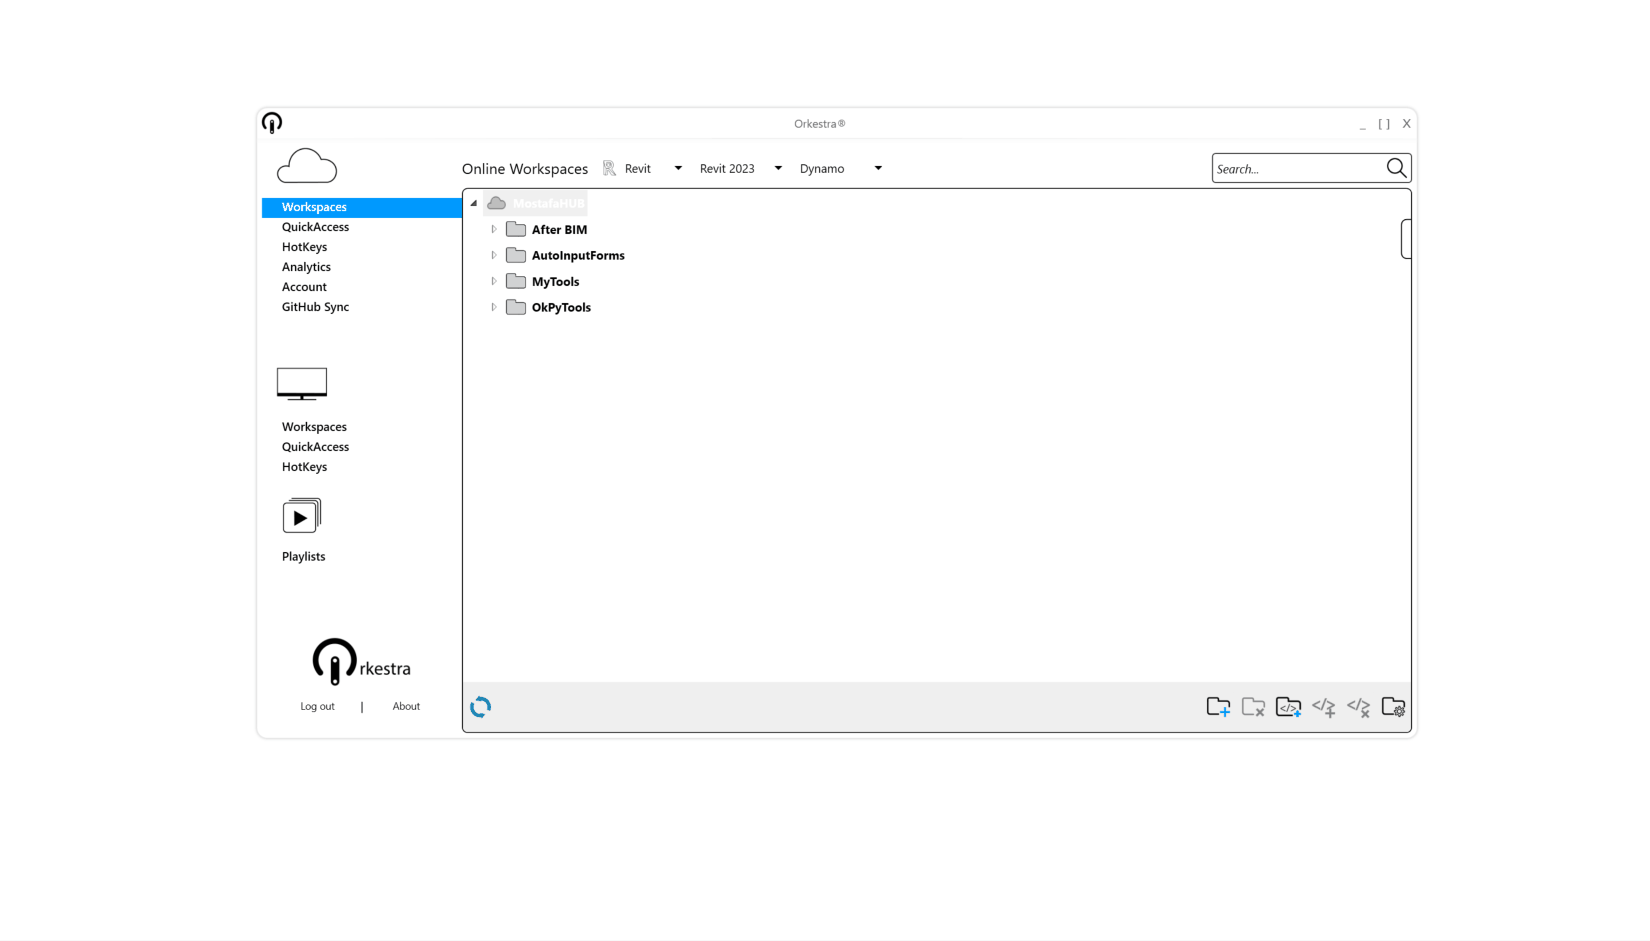 Orkestra®
_ [ ] X
Online Workspaces Revit Revit 2023 Dynamo Search...
Workspaces
QuickAccess
HotKeys
Analytics
Account
GitHub Sync
MostafaHUB
After BIM
AutoInputForms
MyTools
OkPyTools
Workspaces
QuickAccess
HotKeys
Playlists
rkestra
Log out | About